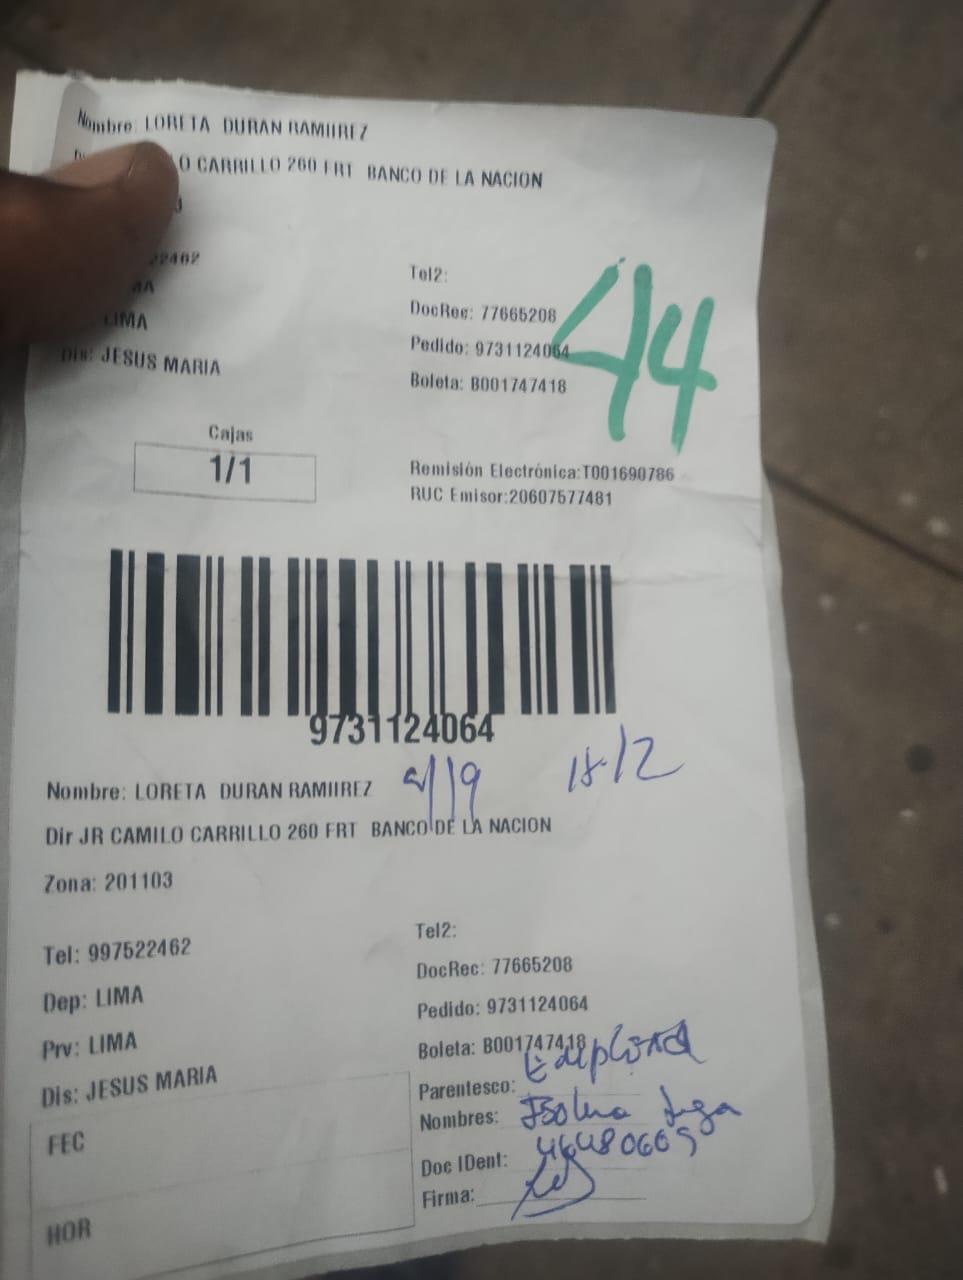 Nombre: LORETA DURAN RAMIIREZ
O CARRILLO 260 FRT BANCO DE LA NACION
22462
Tel2:
MA
DocRec: 77665208
LIMA
Pedido: 9731124064
44
Dis: JESUS MARIA
Boleta: B001747418
Cajas
1/1
Remisión Electrónica:T001690786
RUC Emisor:20607577481
9731124064
18/12
Nombre: LORETA DURAN RAMIIREZ
Dir JR CAMILO CARRILLO 260 FRT BANCO DE LA NACION
Zona: 201103
Tel: 997522462
Tel2:
Dep: LIMA
DocRec: 77665208
Prv: LIMA
Pedido: 9731124064
Dis: JESUS MARIA
Boleta: B001747418
Parentesco:
Nombres:
FEC
Doc IDent:
Firma:
HOR